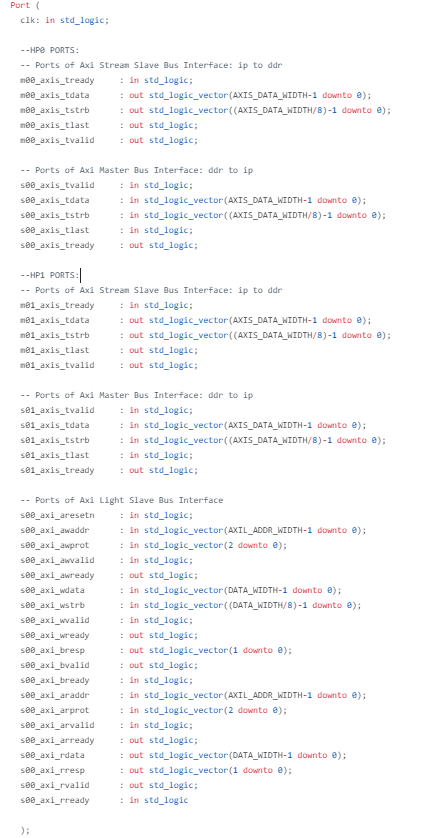 Port (
clk: in std_logic;
--HP0 PORTS:
-- Ports of Axi Stream Slave Bus Interface: ip to ddr
m00_axis_tready : in std_logic;
m00_axis_tdata : out std_logic_vector(AXIS_DATA_WIDTH-1 downto 0);
m00_axis_tstrb : out std_logic_vector((AXIS_DATA_WIDTH/8)-1 downto 0);
m00_axis_tlast : out std_logic;
m00_axis_tvalid : out std_logic;
-- Ports of Axi Master Bus Interface: ddr to ip
s00_axis_tvalid : in std_logic;
s00_axis_tdata : in std_logic_vector(AXIS_DATA_WIDTH-1 downto 0);
s00_axis_tstrb : in std_logic_vector((AXIS_DATA_WIDTH/8)-1 downto 0);
s00_axis_tlast : in std_logic;
s00_axis_tready : out std_logic;
--HP1 PORTS:
-- Ports of Axi Stream Slave Bus Interface: ip to ddr
m01_axis_tready : in std_logic;
m01_axis_tdata : out std_logic_vector(AXIS_DATA_WIDTH-1 downto 0);
m01_axis_tstrb : out std_logic_vector((AXIS_DATA_WIDTH/8)-1 downto 0);
m01_axis_tlast : out std_logic;
m01_axis_tvalid : out std_logic;
-- Ports of Axi Master Bus Interface: ddr to ip
s01_axis_tvalid : in std_logic;
s01_axis_tdata : in std_logic_vector(AXIS_DATA_WIDTH-1 downto 0);
s01_axis_tstrb : in std_logic_vector((AXIS_DATA_WIDTH/8)-1 downto 0);
s01_axis_tlast : in std_logic;
s01_axis_tready : out std_logic;
-- Ports of Axi Light Slave Bus Interface
s00_axi_aresetn : in std_logic;
s00_axi_awaddr : in std_logic_vector(AXIL_ADDR_WIDTH-1 downto 0);
s00_axi_awprot : in std_logic_vector(2 downto 0);
s00_axi_awvalid : in std_logic;
s00_axi_awready : out std_logic;
s00_axi_wdata : in std_logic_vector(DATA_WIDTH-1 downto 0);
s00_axi_wstrb : in std_logic_vector((DATA_WIDTH/8)-1 downto 0);
s00_axi_wvalid : in std_logic;
s00_axi_wready : out std_logic;
s00_axi_bresp : out std_logic_vector(1 downto 0);
s00_axi_bvalid : out std_logic;
s00_axi_bready : in std_logic;
s00_axi_araddr : in std_logic_vector(AXIL_ADDR_WIDTH-1 downto 0);
s00_axi_arprot : in std_logic_vector(2 downto 0);
s00_axi_arvalid : in std_logic;
s00_axi_arready : out std_logic;
s00_axi_rdata : out std_logic_vector(DATA_WIDTH-1 downto 0);
s00_axi_rresp : out std_logic_vector(1 downto 0);
s00_axi_rvalid : out std_logic;
s00_axi_rready : in std_logic
);